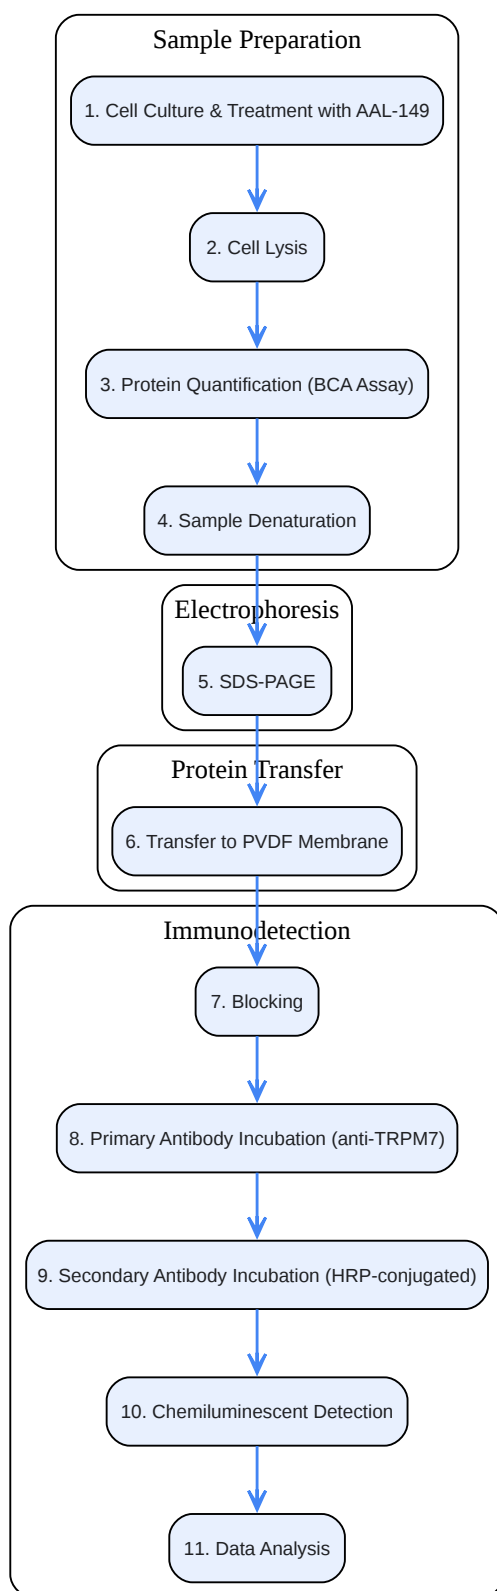 Sample Preparation
1. Cell Culture & Treatment with AAL-149
2. Cell Lysis
3. Protein Quantification (BCA Assay)
4. Sample Denaturation
Electrophoresis
5. SDS-PAGE
Protein Transfer
6. Transfer to PVDF Membrane
Immunodetection
7. Blocking
8. Primary Antibody Incubation (anti-TRPM7)
9. Secondary Antibody Incubation (HRP-conjugated)
10. Chemiluminescent Detection
11. Data Analysis